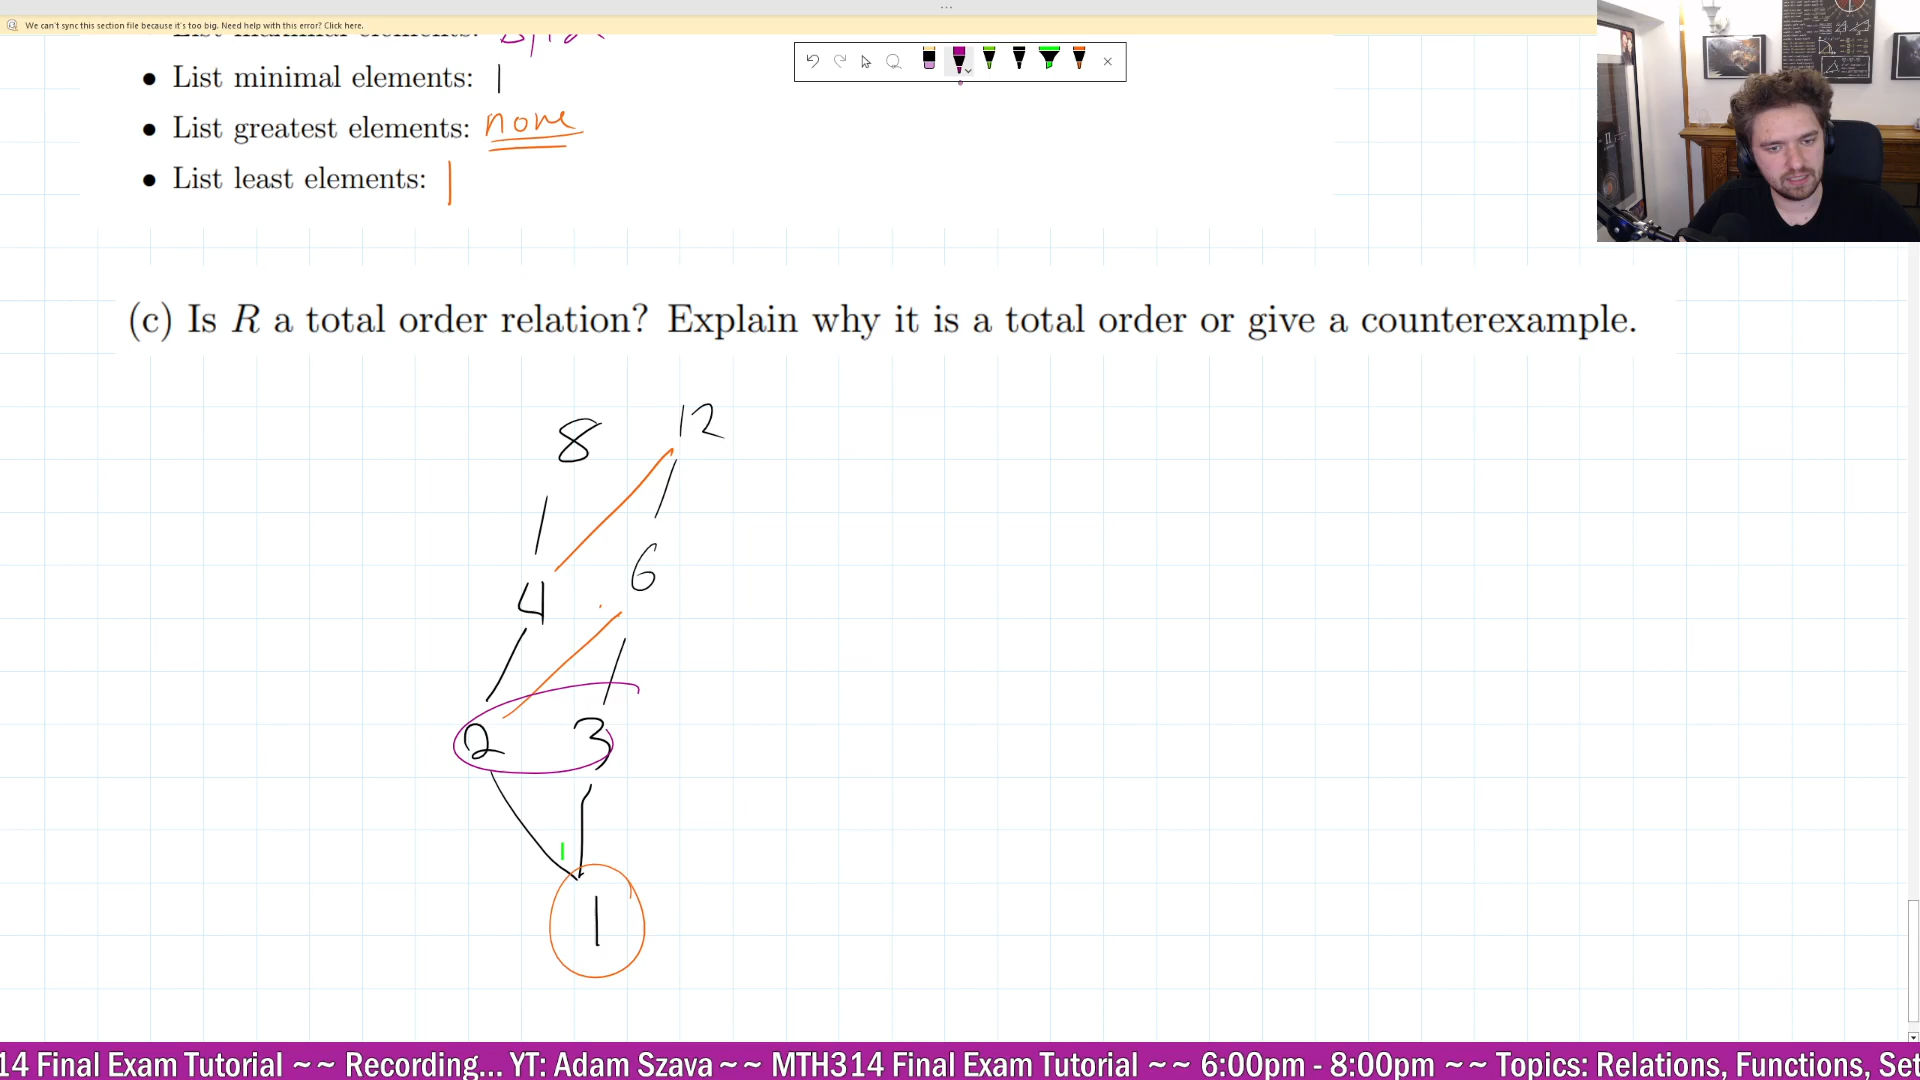 ...
We can't sync this section file because it's too big. Need help with this error? Click here.
• List minimal elements: 1
• List greatest elements: none
• List least elements: 1
(c) Is R a total order relation? Explain why it is a total order or give a counterexample.
8 12
4 6
2 3
1
14 Final Exam Tutorial ~~ Recording... YT: Adam Szava ~~ MTH314 Final Exam Tutorial ~~ 6:00pm - 8:00pm ~~ Topics: Relations, Functions, Set